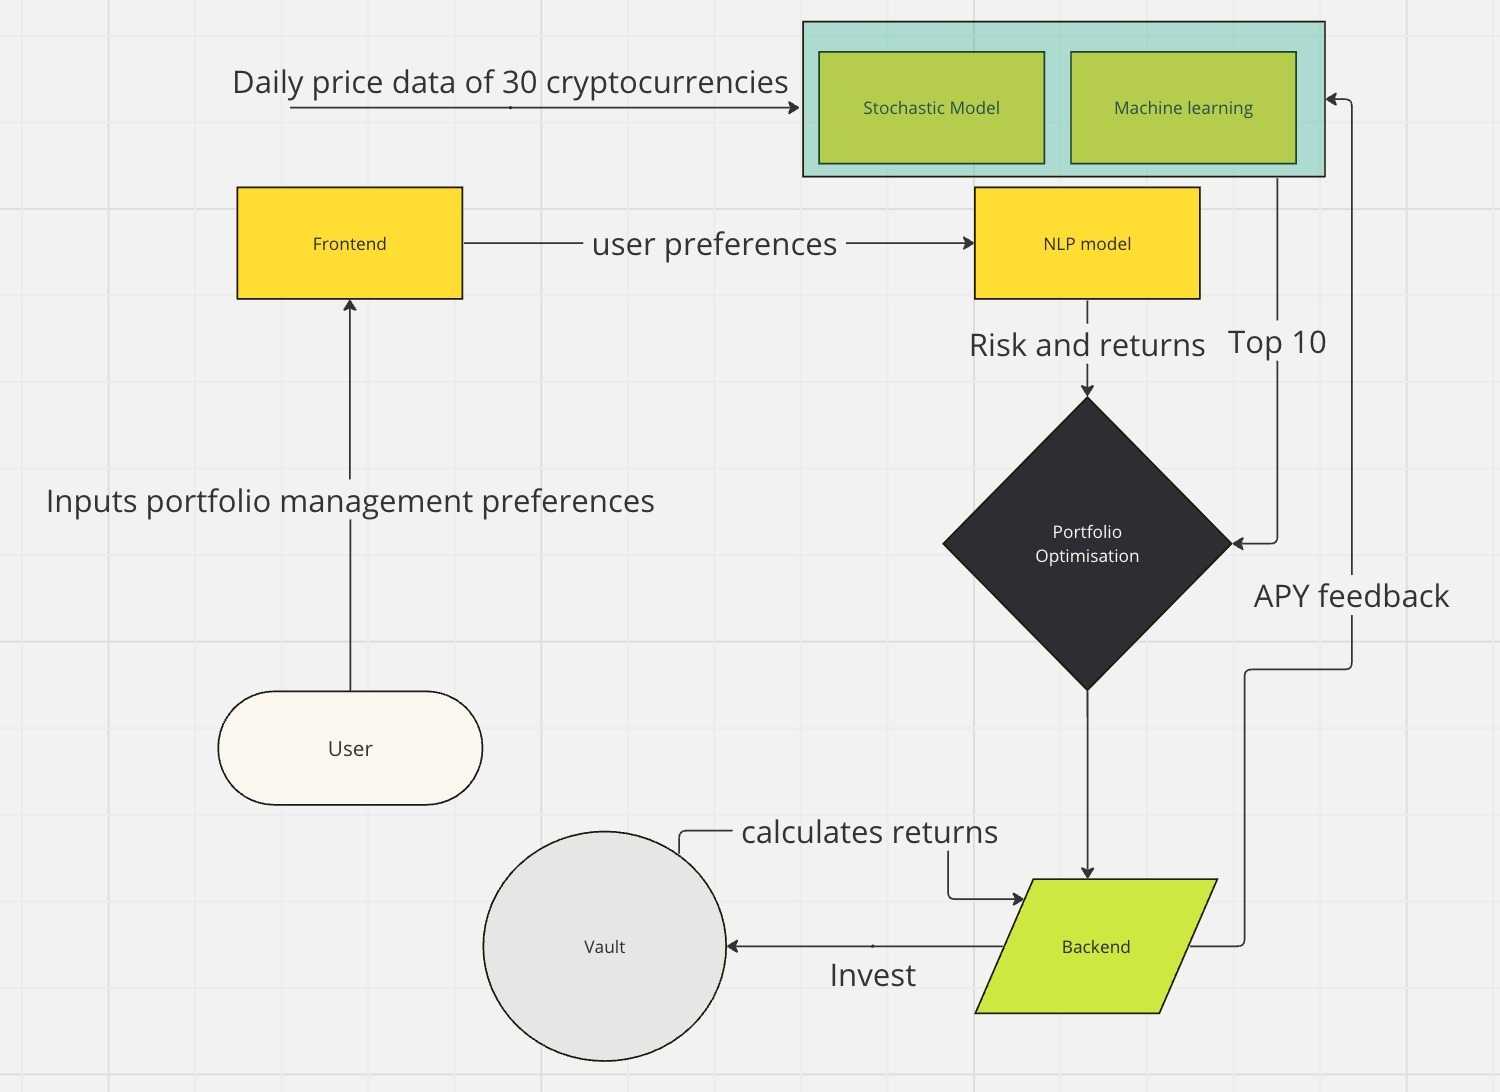 Daily price data of 30 cryptocurrencies
Stochastic Model
Machine learning
Frontend
user preferences
NLP model
Risk and returns
Top 10
Inputs portfolio management preferences
Portfolio
Optimisation
APY feedback
User
calculates returns
Vault
Invest
Backend